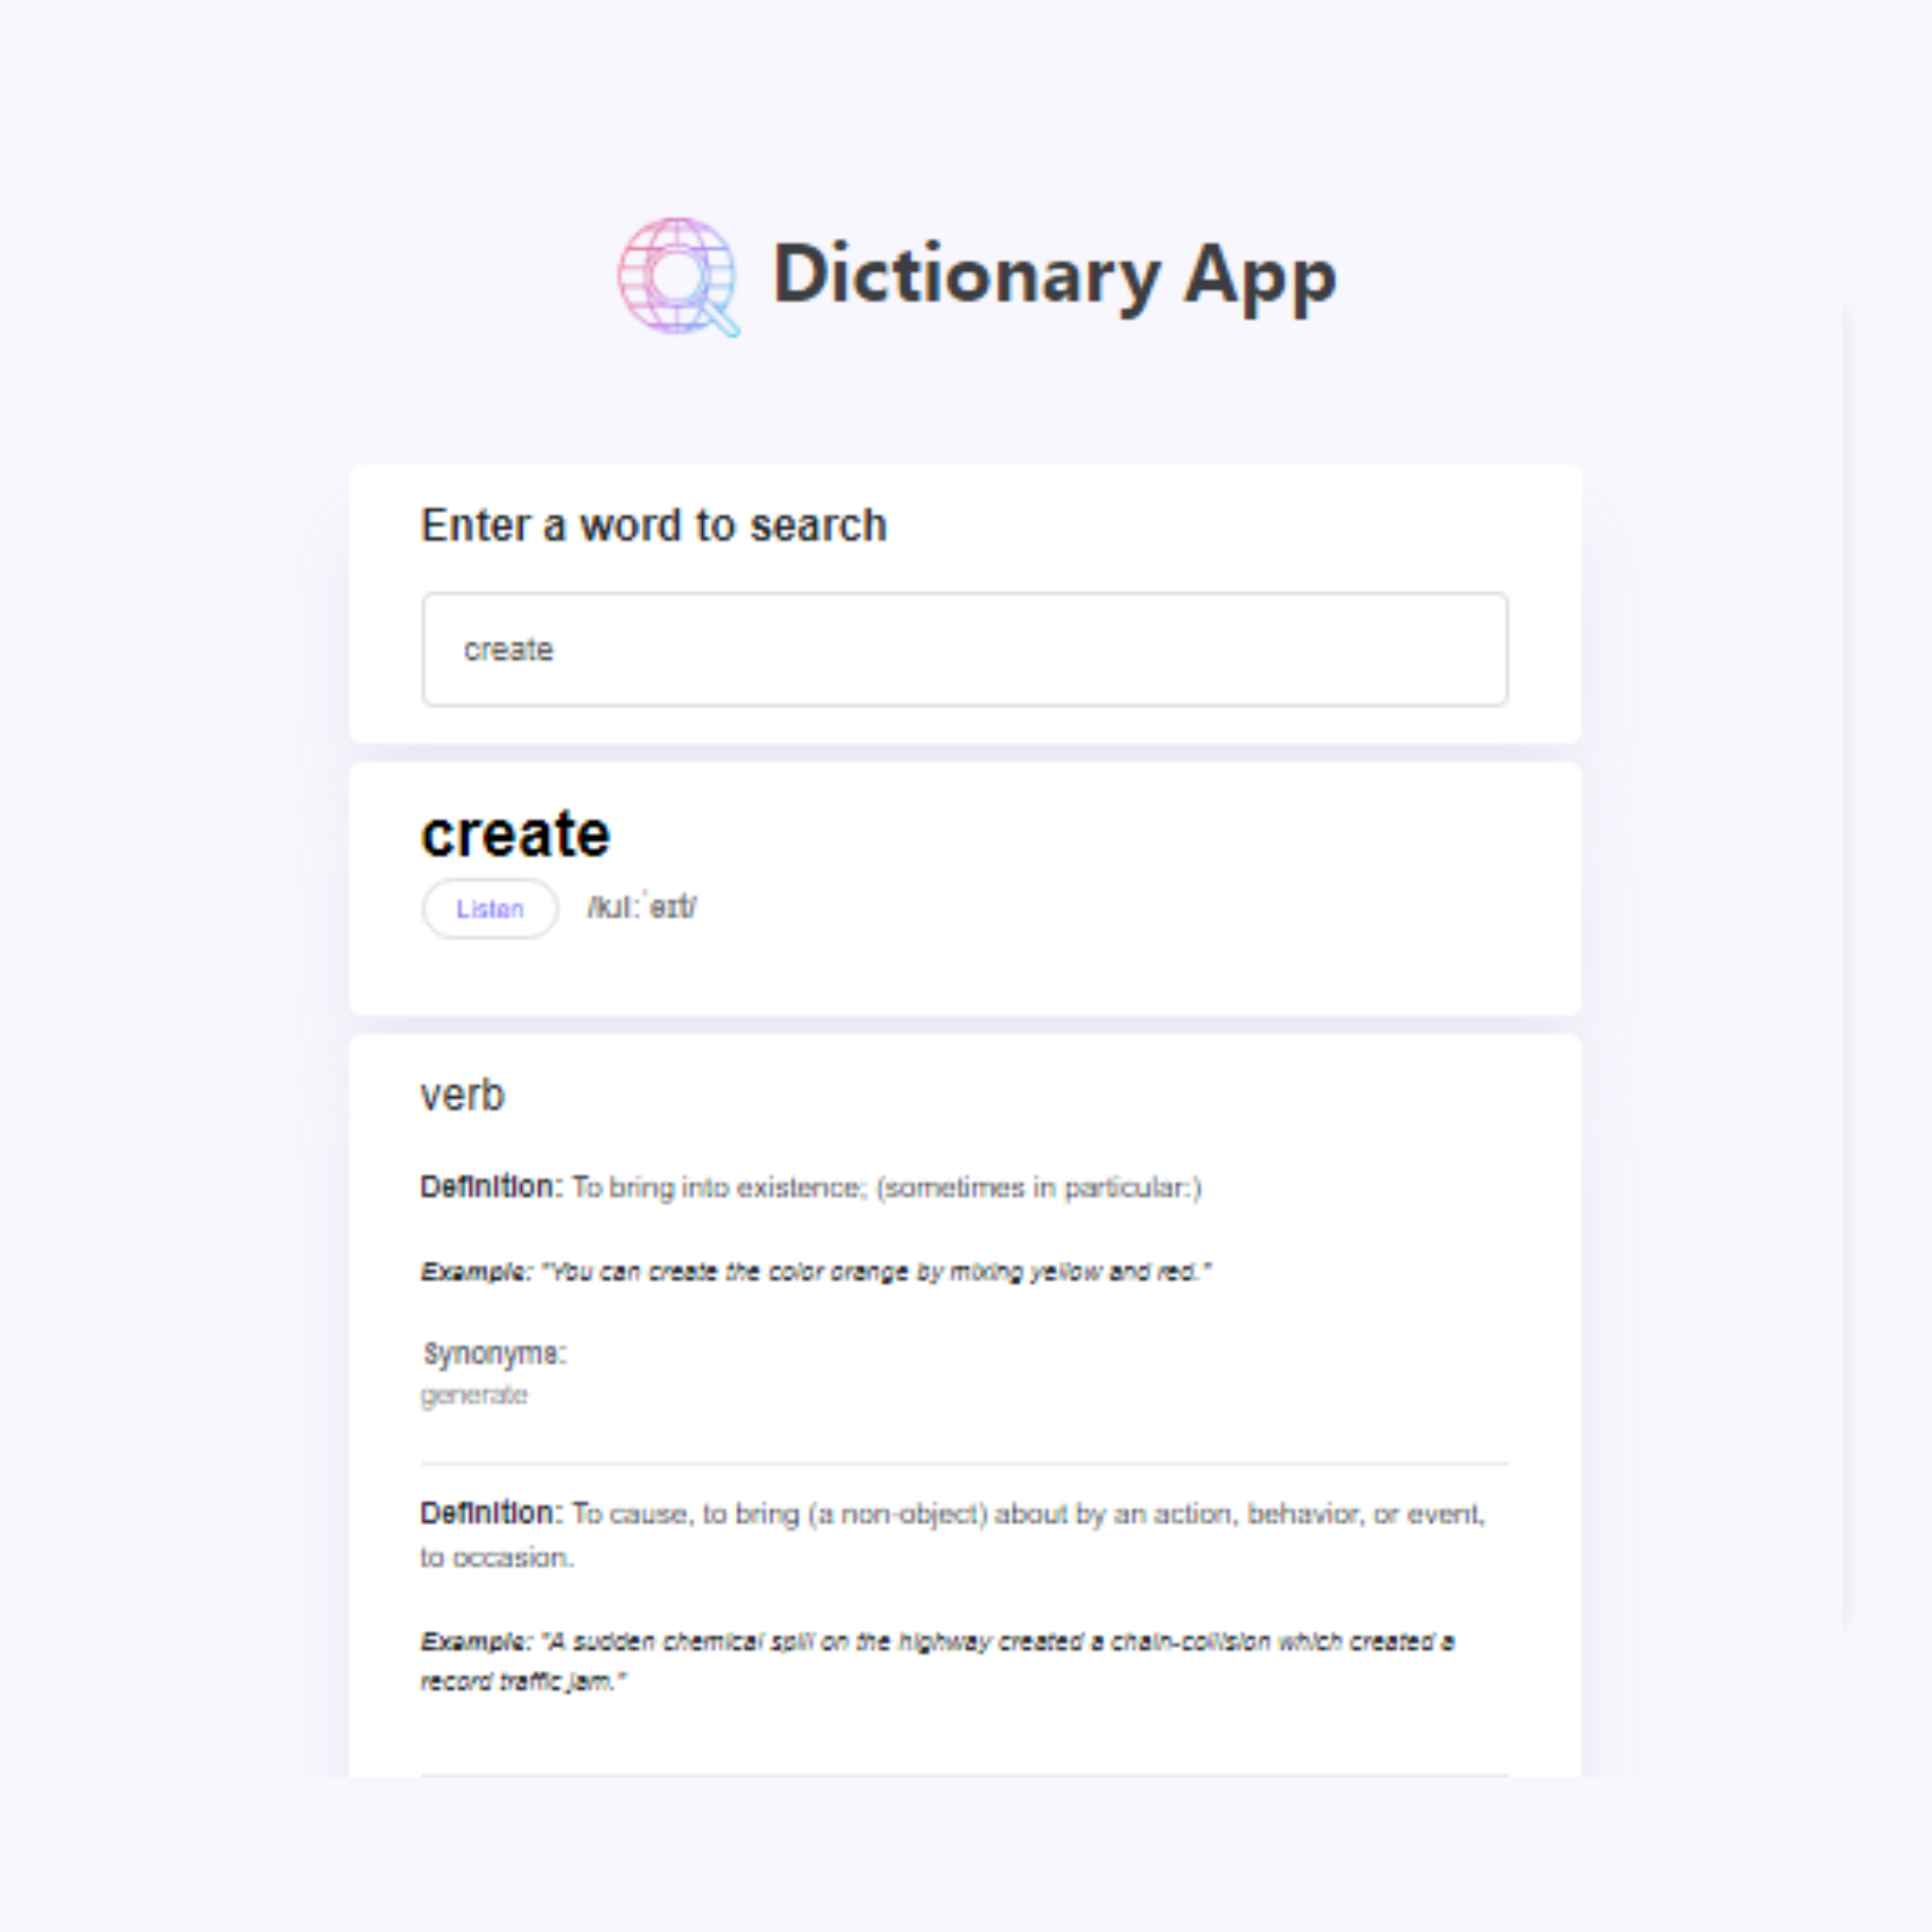 Dictionary App
Enter a word to search
create
create
Listen /kɹiːˈeɪt/
verb
Definition: To bring into existence; (sometimes in particular:)
Example: "You can create the color orange by mixing yellow and red."
Synonyms:
generate
Definition: To cause, to bring (a non-object) about by an action, behavior, or event,
to occasion.
Example: "A sudden chemical spill on the highway created a chain-collision which created a
record traffic jam."